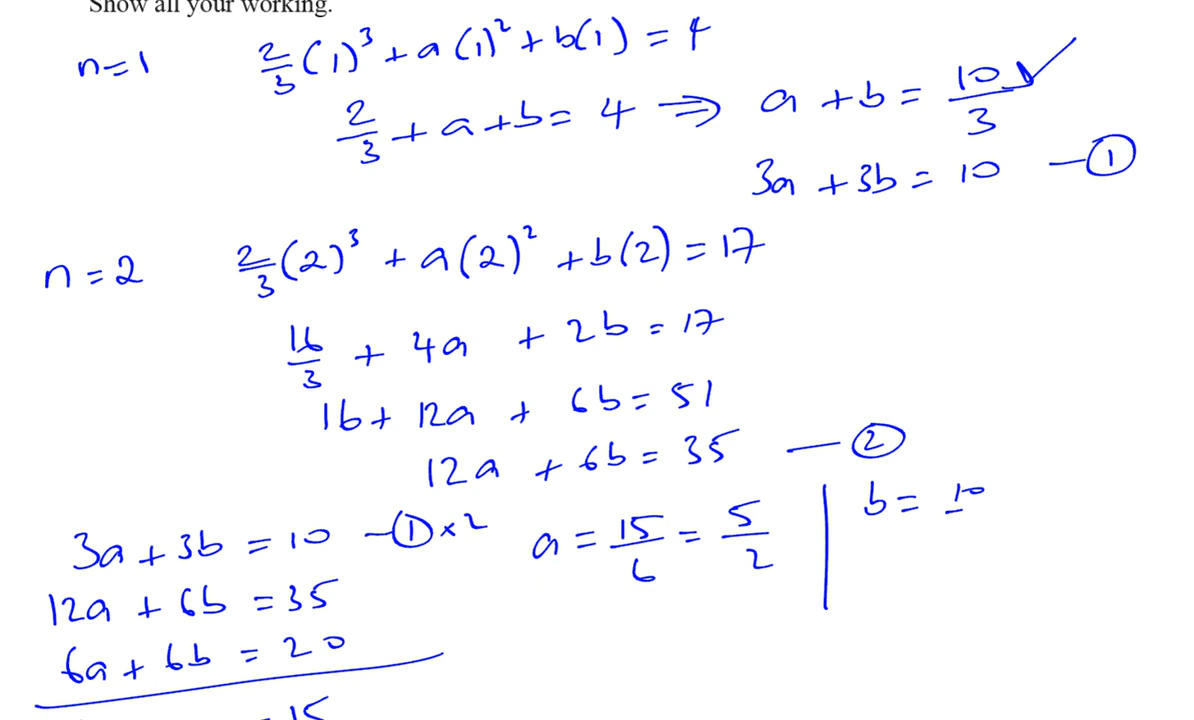 Show all your working.
n=1 2/3 (1)³ + a(1)² + b(1) = 4
2/3 + a + b = 4 ⇒ a + b = 10/3 ✓
3a + 3b = 10 —①
n=2 2/3 (2)³ + a(2)² + b(2) = 17
16/3 + 4a + 2b = 17
16 + 12a + 6b = 51
12a + 6b = 35 —②
3a + 3b = 10 —①×2
12a + 6b = 35
6a + 6b = 20
= 15
a = 15/6 = 5/2
b = 10